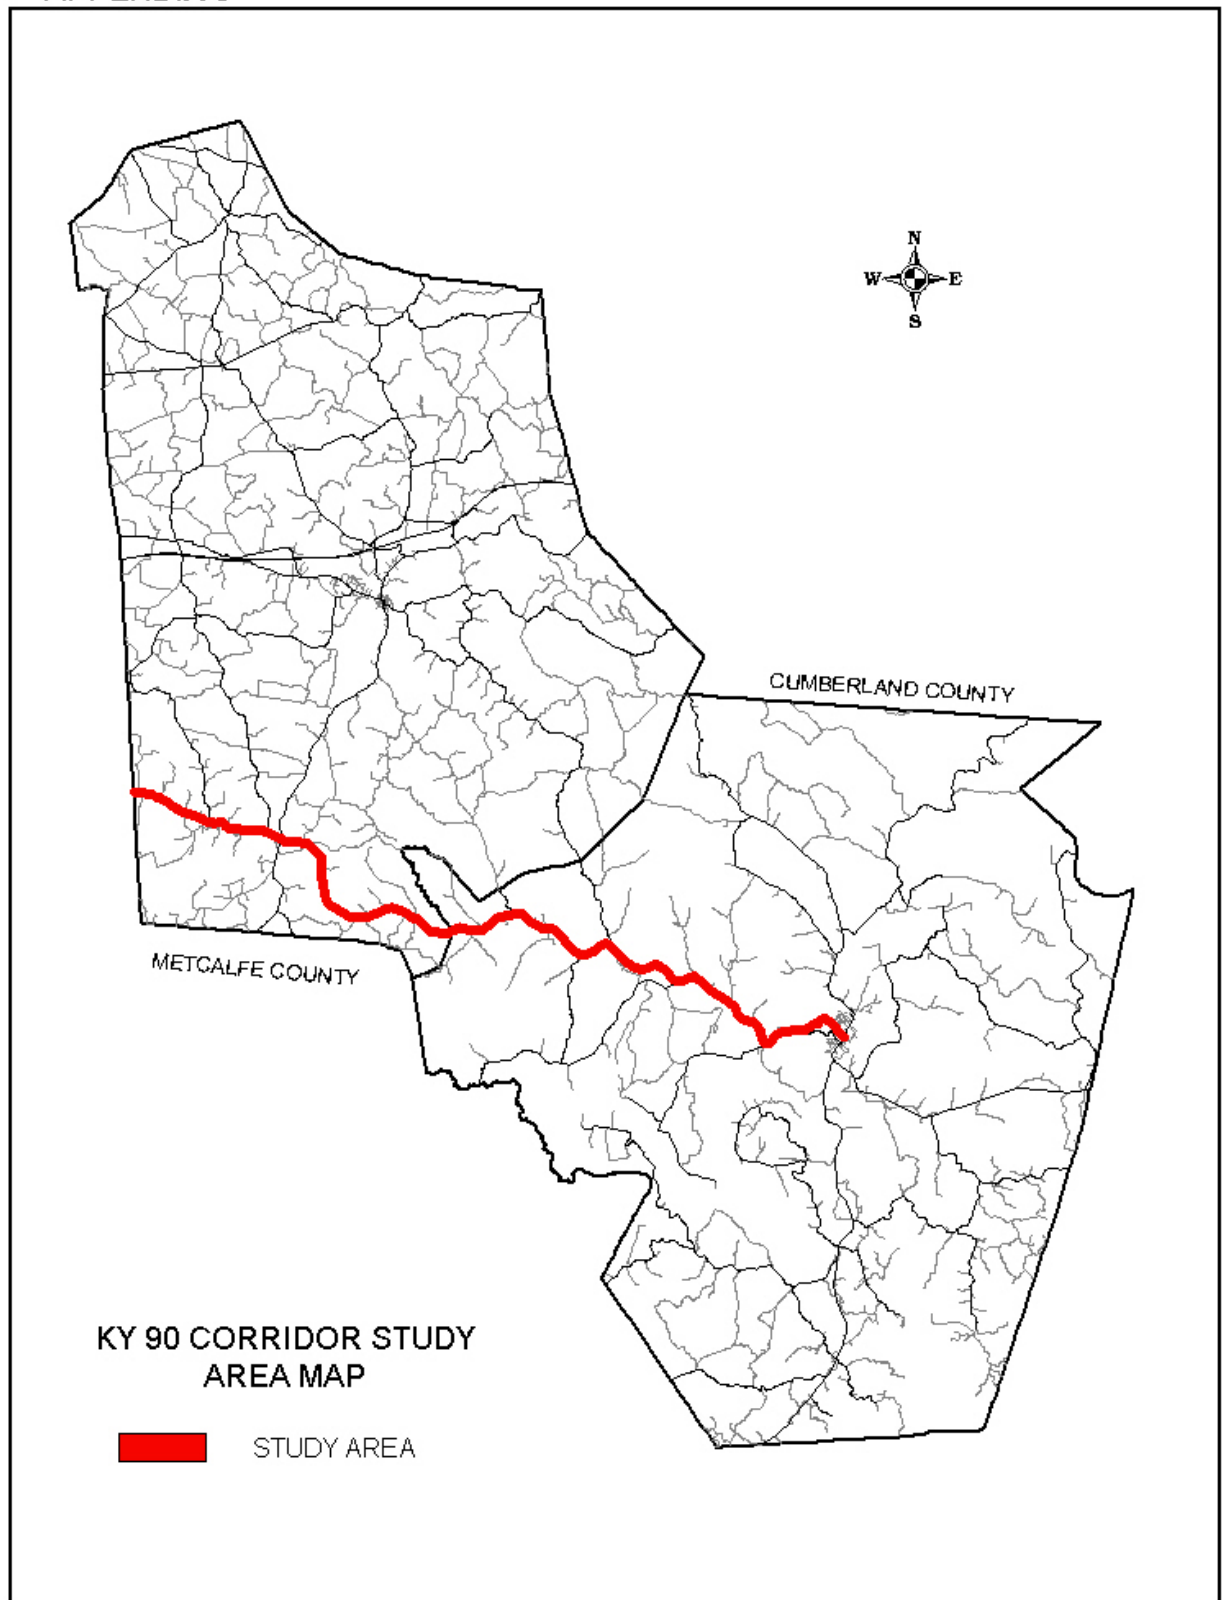 N
W E
S
CUMBERLAND COUNTY
METCALFE COUNTY
KY 90 CORRIDOR STUDY
AREA MAP
STUDY AREA